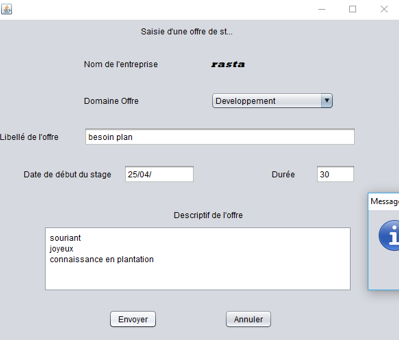 Saisie d'une offre de st...
Nom de l'entreprise rasta
Domaine Offre Developpement
Libellé de l'offre besoin plan
Date de début du stage 25/04/ Durée 30
Message
Descriptif de l'offre
souriant
joyeux
connaissance en plantation
Envoyer Annuler